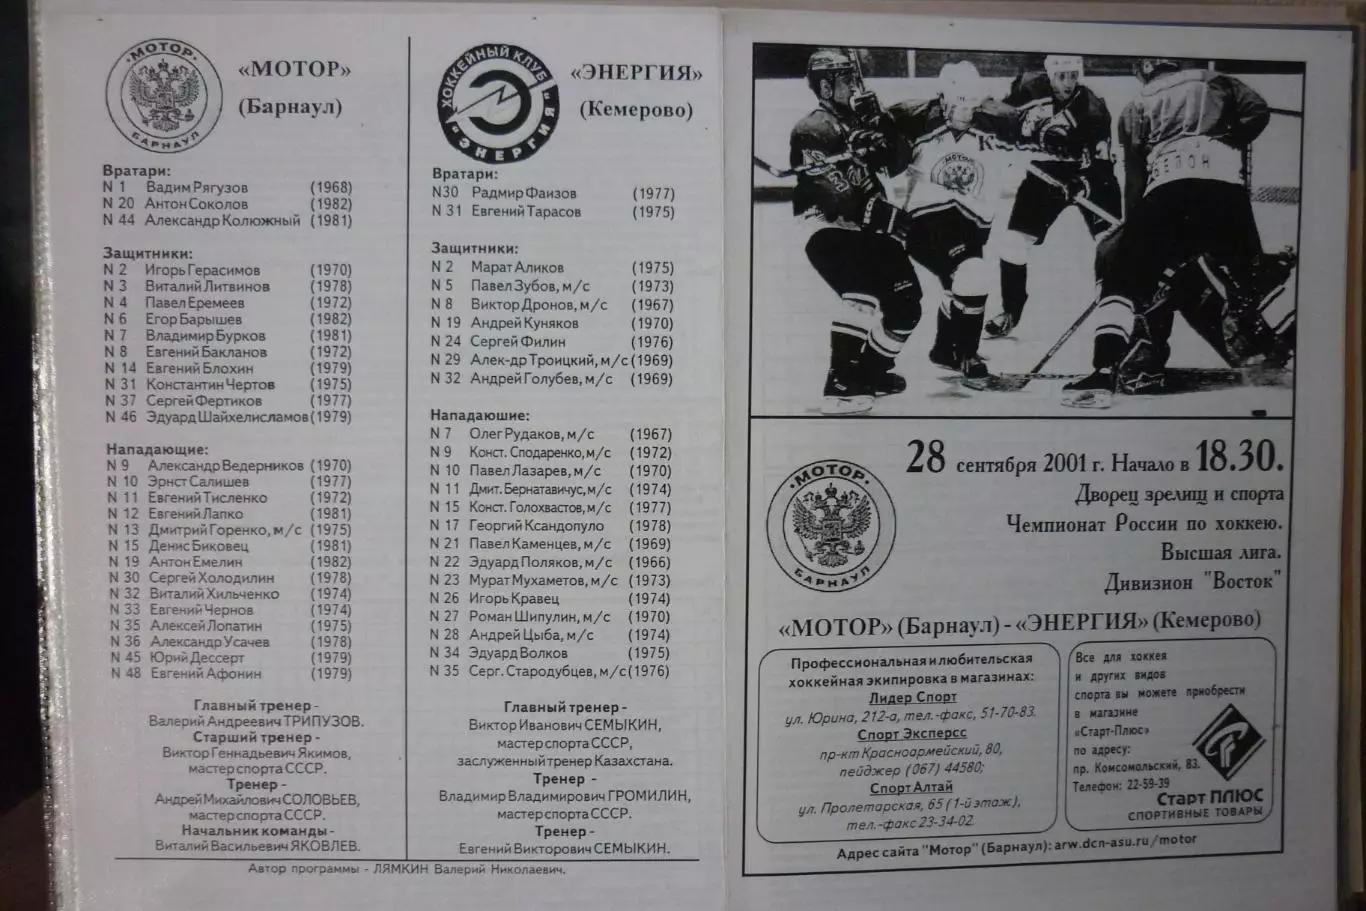 МОТОР
БАРНАУЛ
«МОТОР»
(Барнаул)
Вратари:
N 1 Вадим Рягузов (1968)
N 20 Антон Соколов (1982)
N 44 Александр Колюжный (1981)
Защитники:
N 2 Игорь Герасимов (1970)
N 3 Виталий Литвинов (1978)
N 4 Павел Еремеев (1972)
N 6 Егор Барышев (1982)
N 7 Владимир Бурков (1981)
N 8 Евгений Бакланов (1972)
N 14 Евгений Блохин (1979)
N 31 Константин Чертов (1975)
N 37 Сергей Фертиков (1977)
N 46 Эдуард Шайхелисламов (1979)
Нападающие:
N 9 Александр Ведерников (1970)
N 10 Эрнст Салишев (1977)
N 11 Евгений Тисленко (1972)
N 12 Евгений Лапко (1981)
N 13 Дмитрий Горенко, м/с (1975)
N 15 Денис Биковец (1981)
N 19 Антон Емелин (1982)
N 30 Сергей Холодилин (1978)
N 32 Виталий Хильченко (1974)
N 33 Евгений Чернов (1974)
N 35 Алексей Лопатин (1975)
N 36 Александр Усачев (1978)
N 45 Юрий Дессерт (1979)
N 48 Евгений Афонин (1979)
Главный тренер -
Валерий Андреевич ТРИПУЗОВ.
Старший тренер -
Виктор Геннадьевич Якимов,
мастер спорта СССР.
Тренер -
Андрей Михайлович СОЛОВЬЕВ,
мастер спорта СССР.
Начальник команды -
Виталий Васильевич ЯКОВЛЕВ.
ХОККЕЙНЫЙ КЛУБ
"ЭНЕРГИЯ"
«ЭНЕРГИЯ»
(Кемерово)
Вратари:
N30 Радмир Фаизов (1977)
N 31 Евгений Тарасов (1975)
Защитники:
N 2 Марат Аликов (1975)
N 5 Павел Зубов, м/с (1973)
N 8 Виктор Дронов, м/с (1967)
N 19 Андрей Куняков (1970)
N 24 Сергей Филин (1976)
N 29 Алек-др Троицкий, м/с (1969)
N 32 Андрей Голубев, м/с (1969)
Нападаюшие:
N 7 Олег Рудаков, м/с (1967)
N 9 Конст. Сподаренко, м/с (1972)
N 10 Павел Лазарев, м/с (1970)
N 11 Дмит. Бернатавичус, м/с (1974)
N 15 Конст. Голохвастов, м/с (1977)
N 17 Георгий Ксандопуло (1978)
N 21 Павел Каменцев, м/с (1969)
N 22 Эдуард Поляков, м/с (1966)
N 23 Мурат Мухаметов, м/с (1973)
N 26 Игорь Кравец (1974)
N 27 Роман Шипулин, м/с (1970)
N 28 Андрей Цыба, м/с (1974)
N 34 Эдуард Волков (1975)
N 35 Серг. Стародубцев, м/с (1976)
Главный тренер -
Виктор Иванович СЕМЫКИН,
мастер спорта СССР,
заслуженный тренер Казахстана.
Тренер -
Владимир Владимирович ГРОМИЛИН,
мастер спорта СССР.
Тренер -
Евгений Викторович СЕМЫКИН.
Автор программы - ЛЯМКИН Валерий Николаевич.
МОТОР
К
МОТОР
БАРНАУЛ
28 сентября 2001 г. Начало в 18.30.
Дворец зрелищ и спорта
Чемпионат России по хоккею.
Высшая лига.
Дивизион "Восток"
«МОТОР» (Барнаул) - «ЭНЕРГИЯ» (Кемерово)
Профессиональная и любительская
хоккейная экипировка в магазинах:
Лидер Спорт
ул. Юрина, 212-а, тел.-факс, 51-70-83.
Спорт Эксперсс
пр-кт Красноармейский, 80,
пейджер (067) 44580;
Спорт Алтай
ул. Пролетарская, 65 (1-й этаж),
тел.-факс 23-34-02.
Все для хоккея
и других видов
спорта вы можете приобрести
в магазине
«Старт-Плюс»
по адресу:
пр. Комсомольский, 83.
Телефон: 22-59-39
Старт ПЛЮС
СПОРТИВНЫЕ ТОВАРЫ
Адрес сайта "Мотор" (Барнаул): arw.dcn-asu.ru/motor